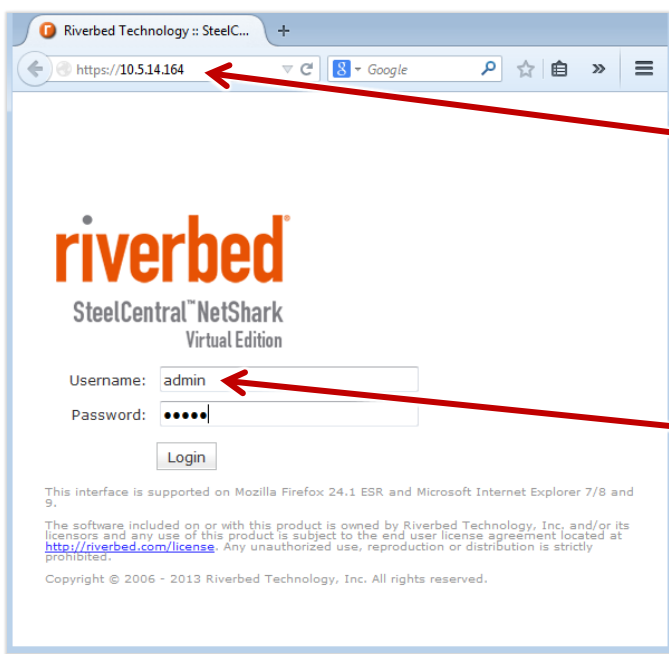 Riverbed Technology :: SteelC...
https://10.5.14.164
Google
riverbed
SteelCentral™ NetShark
Virtual Edition
Username: admin
Password: •••••
Login
This interface is supported on Mozilla Firefox 24.1 ESR and Microsoft Internet Explorer 7/8 and
9.
The software included on or with this product is owned by Riverbed Technology, Inc. and/or its
licensors and any use of this product is subject to the end user license agreement located at
http://riverbed.com/license. Any unauthorized use, reproduction or distribution is strictly
prohibited.
Copyright © 2006 - 2013 Riverbed Technology, Inc. All rights reserved.